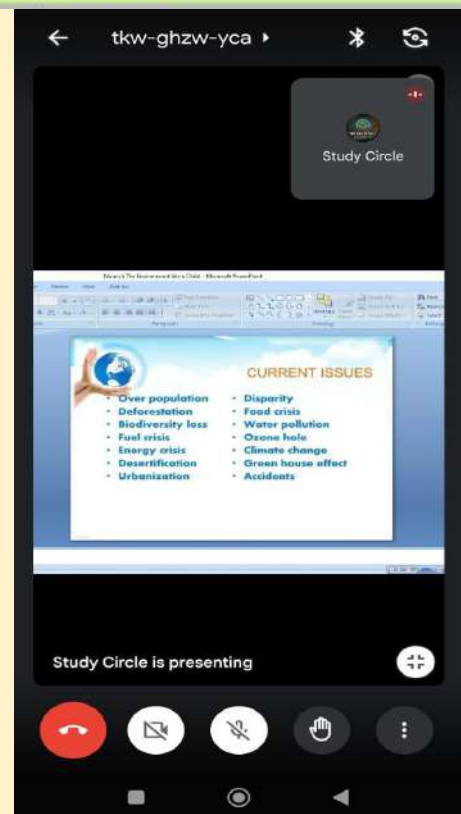 tkw-ghzw-yca
Study Circle
CURRENT ISSUES
• Over population
• Deforestation
• Biodiversity loss
• Fuel crisis
• Energy crisis
• Desertification
• Urbanization
• Disparity
• Food crisis
• Water pollution
• Ozone hole
• Climate change
• Green house effect
• Accidents
Study Circle is presenting